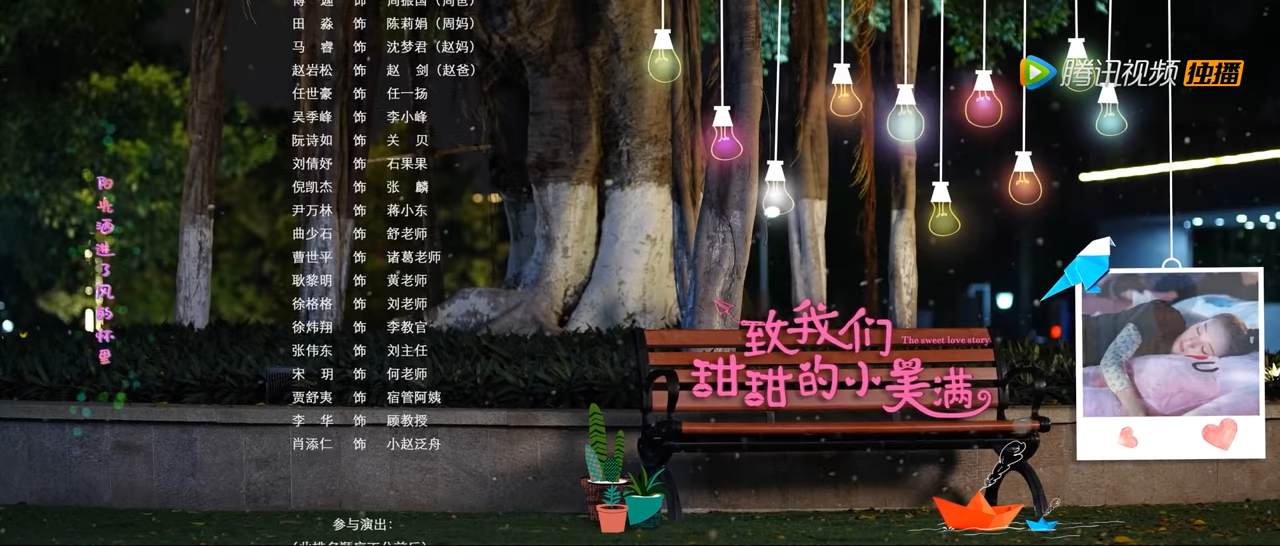 阳光洒进了风的怀里
田　淼　饰　陈莉娟（周妈）
马　睿　饰　沈梦君（赵妈）
赵岩松　饰　赵　剑（赵爸）
任世豪　饰　任一扬
吴季峰　饰　李小峰
阮诗如　饰　关　贝
刘倩妤　饰　石果果
倪凯杰　饰　张　麟
尹万林　饰　蒋小东
曲少石　饰　舒老师
曹世平　饰　诸葛老师
耿黎明　饰　黄老师
徐格格　饰　刘老师
徐炜翔　饰　李教官
张伟东　饰　刘主任
宋　玥　饰　何老师
贾舒夷　饰　宿管阿姨
李　华　饰　顾教授
肖添仁　饰　小赵泛舟
参与演出：
腾讯视频 独播
致我们
The sweet love story
甜甜的小美满